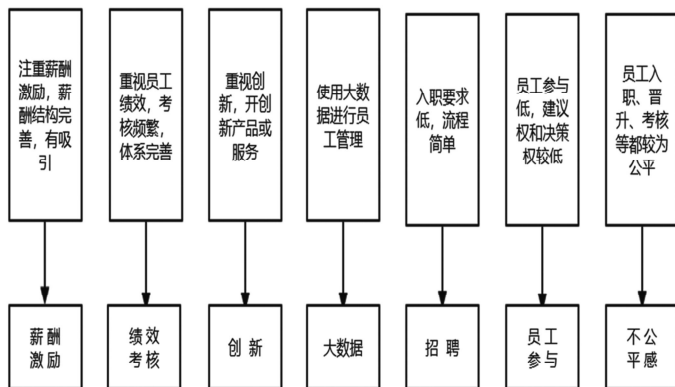 注重薪酬
激励，薪
酬结构完
善，有吸
引
重视员工
绩效，考
核频繁，
体系完善
重视创
新，开创
新产品或
服务
使用大数
据进行员
工管理
入职要求
低，流程
简单
员工参与
低，建议
权和决策
权较低
员工入
职、晋
升、考核
等都较为
公平
薪酬
激励
绩效
考核
创新
大数据
招聘
员工
参与
不公
平感